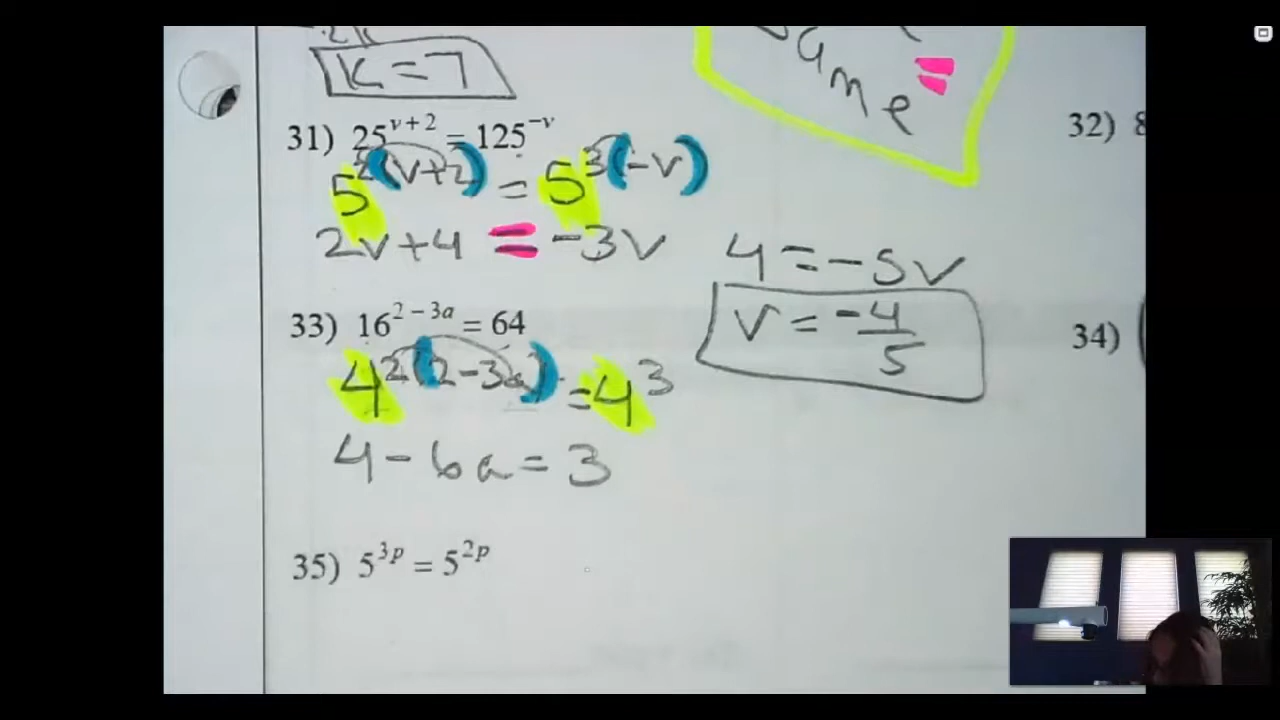 K = 7
same =
31) 25^(v + 2) = 125^(-v)
32) 8
5^(2(v+2)) = 5^(3(-v))
2v+4 = -3v
4 = -5v
v = -4/5
33) 16^(2 - 3a) = 64
34)
4^(2(2-3a)) = 4^3
4 - 6a = 3
35) 5^(3p) = 5^(2p)